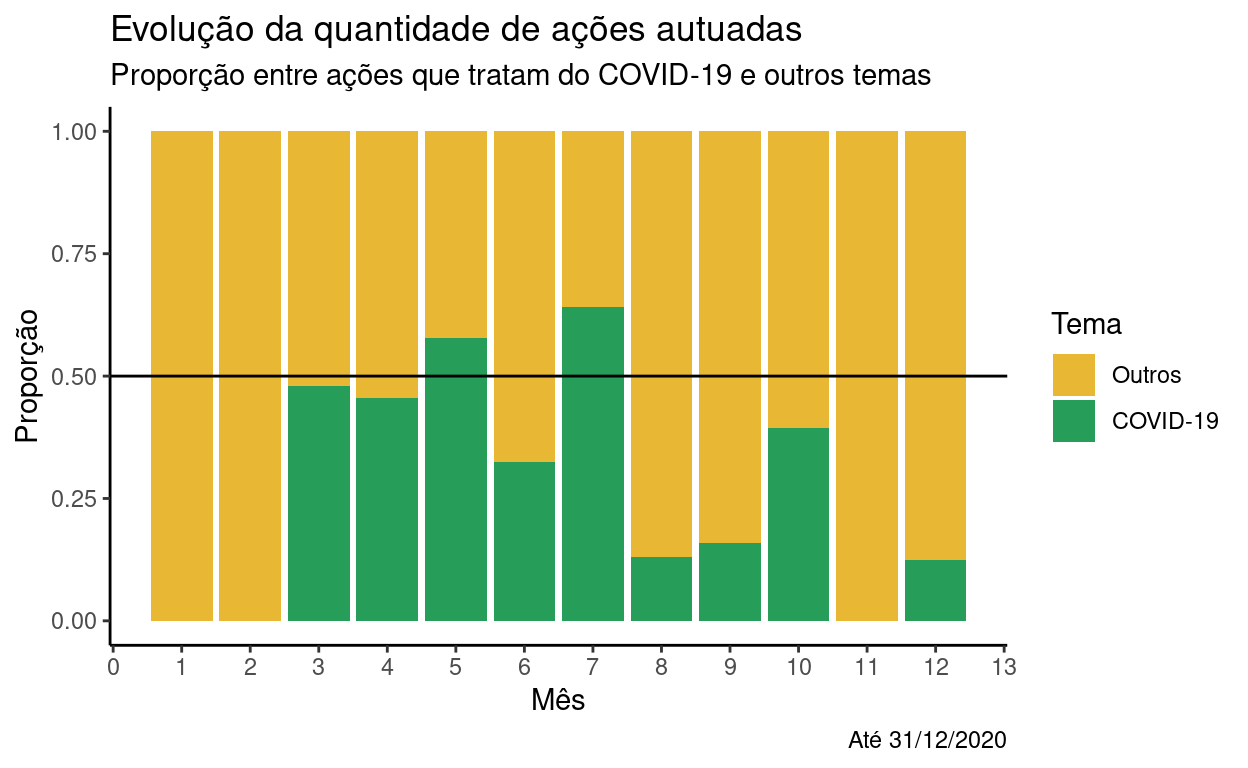 Evolução da quantidade de ações autuadas
Proporção entre ações que tratam do COVID-19 e outros temas
Proporção
1.00
0.75
0.50
0.25
0.00
0 1 2 3 4 5 6 7 8 9 10 11 12 13
Mês
Tema
Outros
COVID-19
Até 31/12/2020